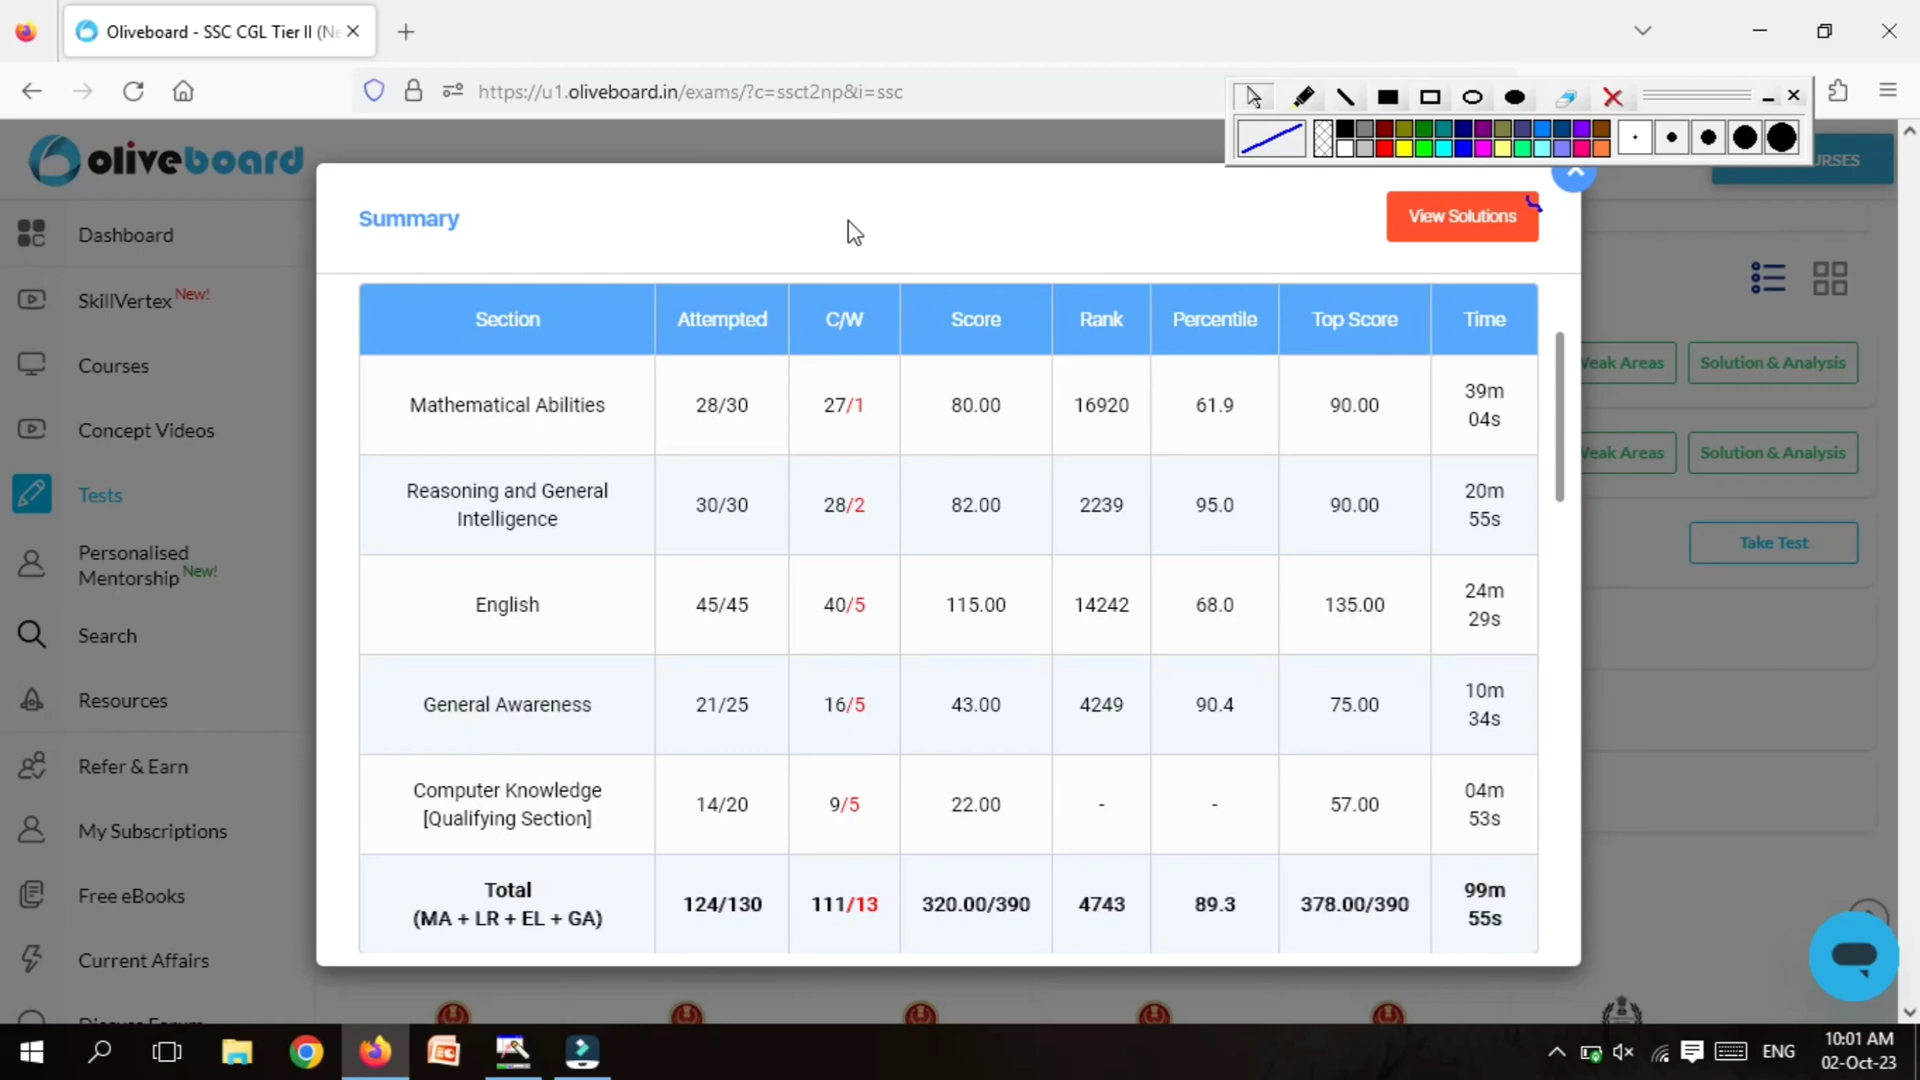 Oliveboard - SSC CGL Tier II (Ne
https://u1.oliveboard.in/exams/?c=ssct2np&i=ssc
oliveboard
URSES
Dashboard
SkillVertex New!
Courses
Concept Videos
Tests
Personalised
Mentorship New!
Search
Resources
Refer & Earn
My Subscriptions
Free eBooks
Current Affairs
Summary
View Solutions
Section Attempted C/W Score Rank Percentile Top Score Time
Mathematical Abilities 28/30 27/1 80.00 16920 61.9 90.00 39m 04s
Reasoning and General Intelligence 30/30 28/2 82.00 2239 95.0 90.00 20m 55s
English 45/45 40/5 115.00 14242 68.0 135.00 24m 29s
General Awareness 21/25 16/5 43.00 4249 90.4 75.00 10m 34s
Computer Knowledge [Qualifying Section] 14/20 9/5 22.00 - - 57.00 04m 53s
Total (MA + LR + EL + GA) 124/130 111/13 320.00/390 4743 89.3 378.00/390 99m 55s
Weak Areas Solution & Analysis
Weak Areas Solution & Analysis
Take Test
ENG
10:01 AM
02-Oct-23